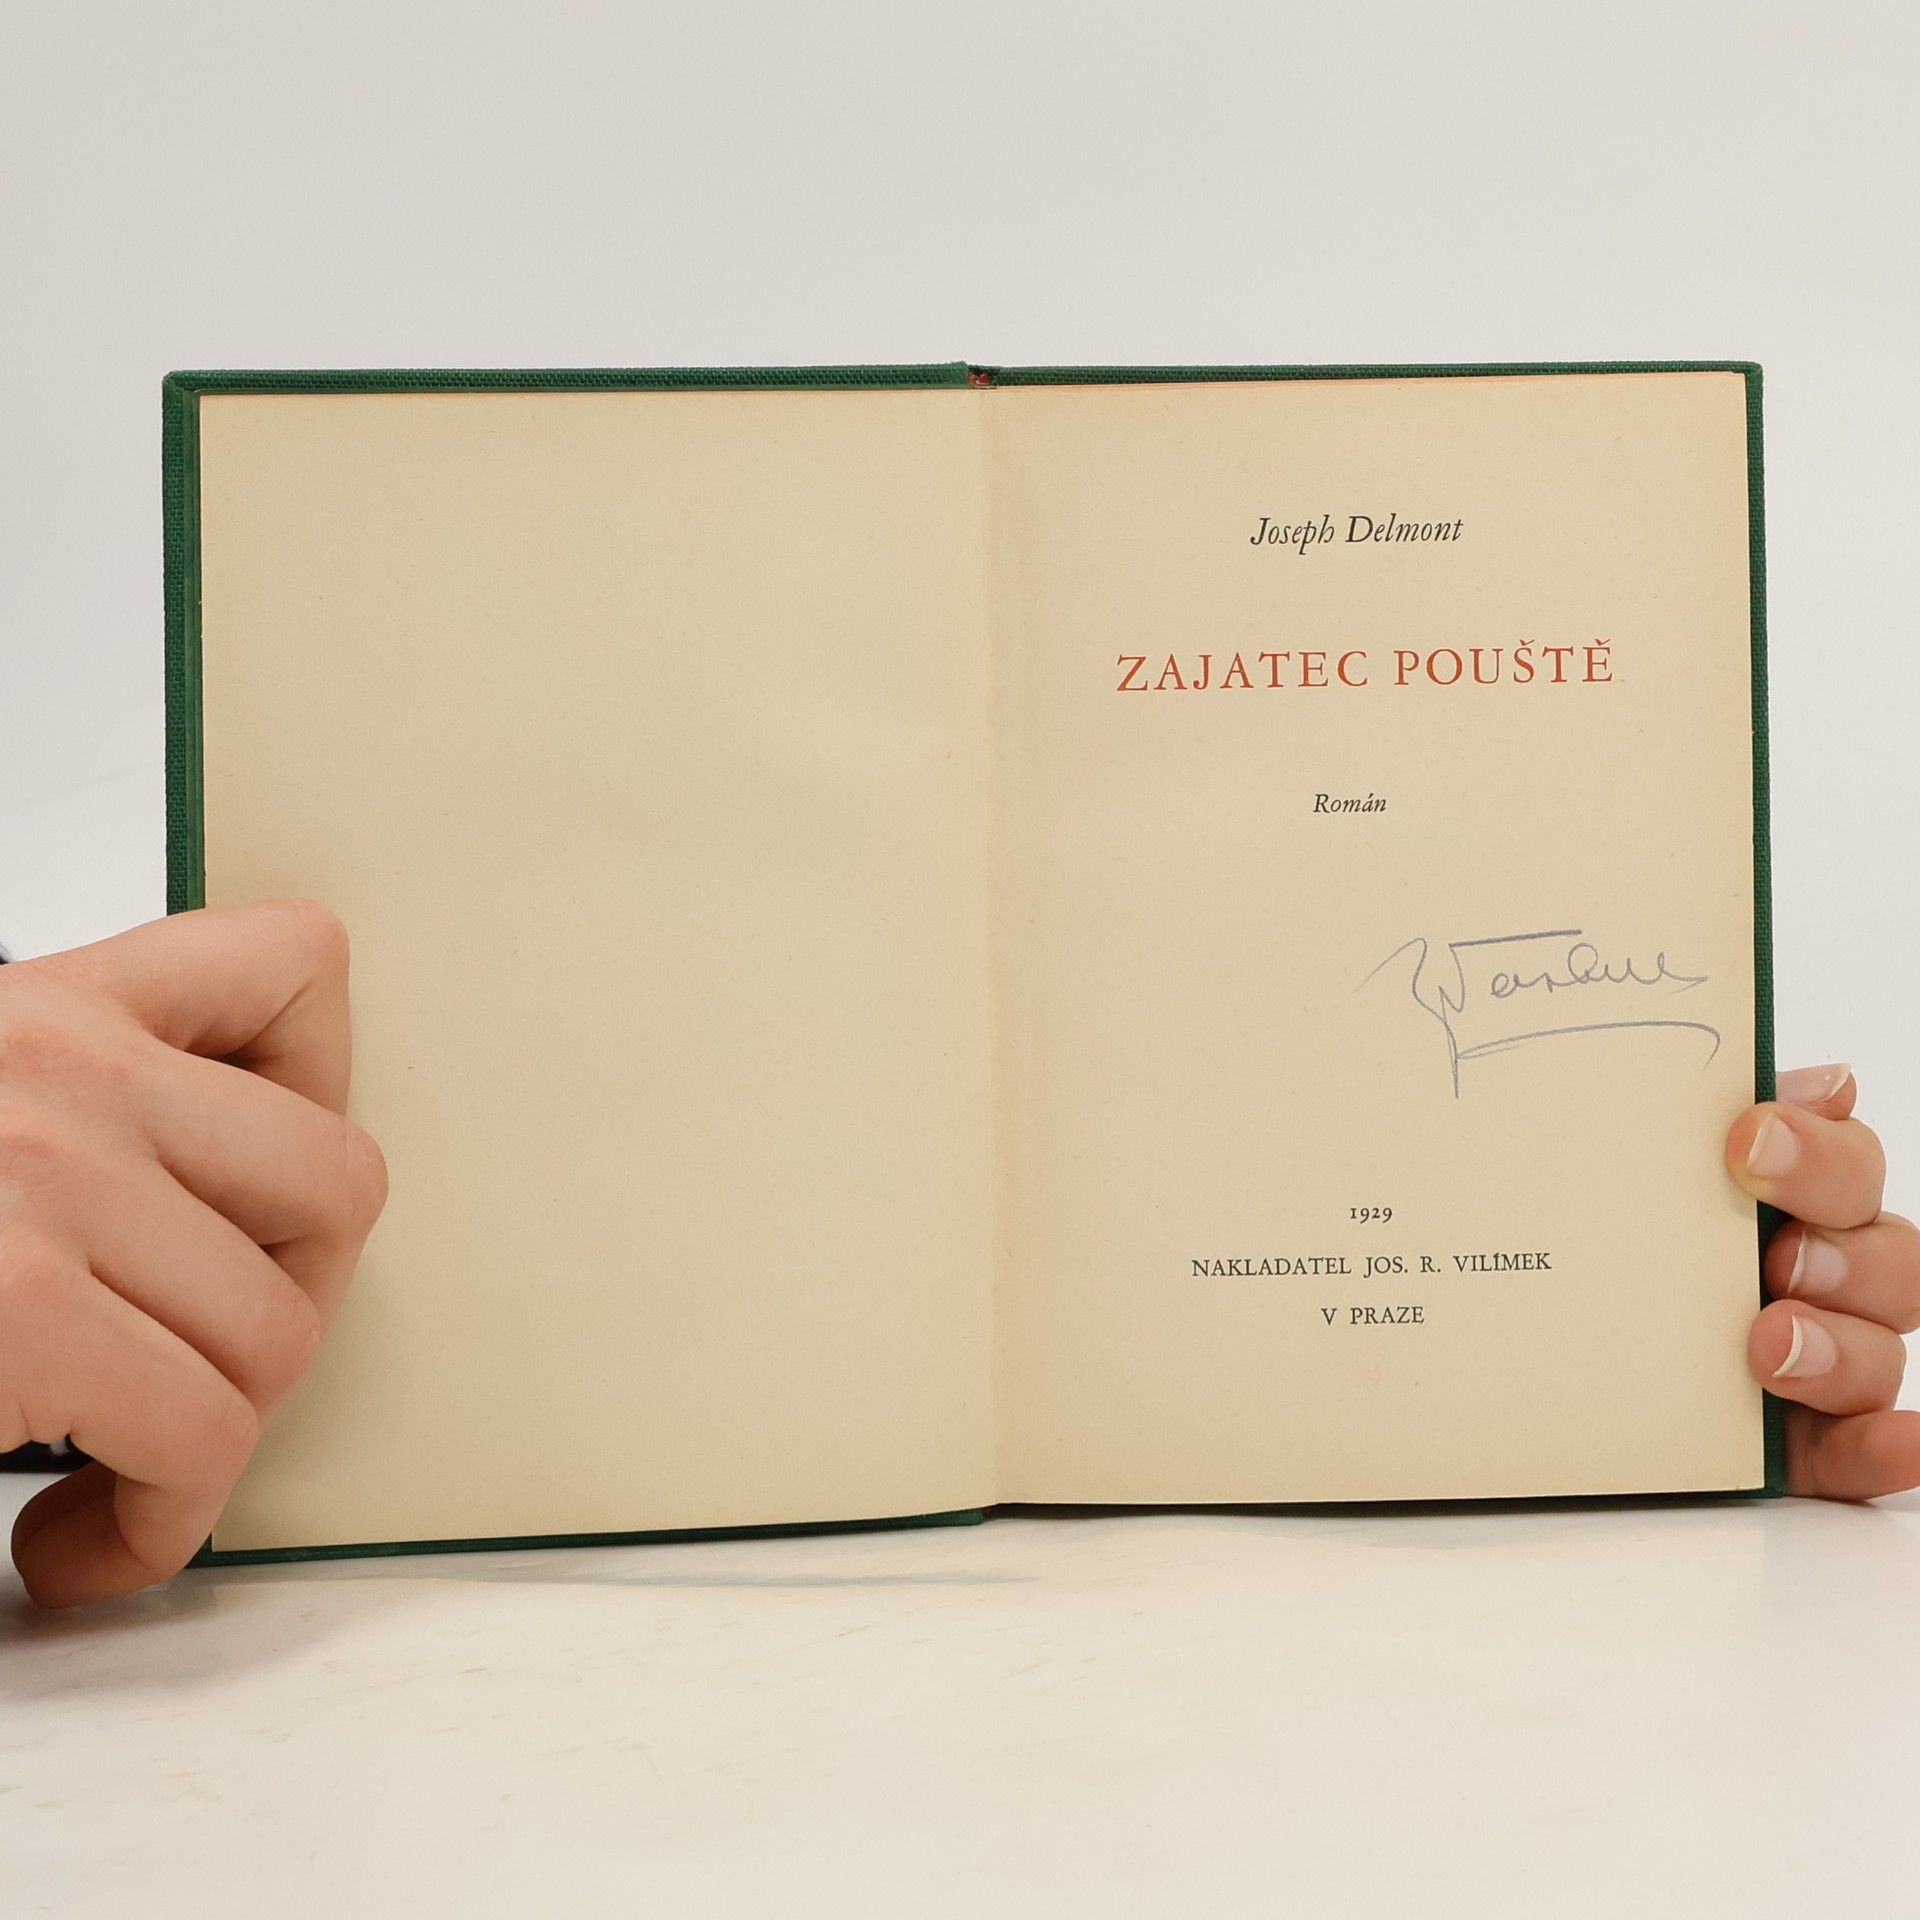 Joseph Delmont
ZAJATEC POUŠTĚ
Román
1929
NAKLADATEL JOS. R. VILÍMEK
V PRAZE